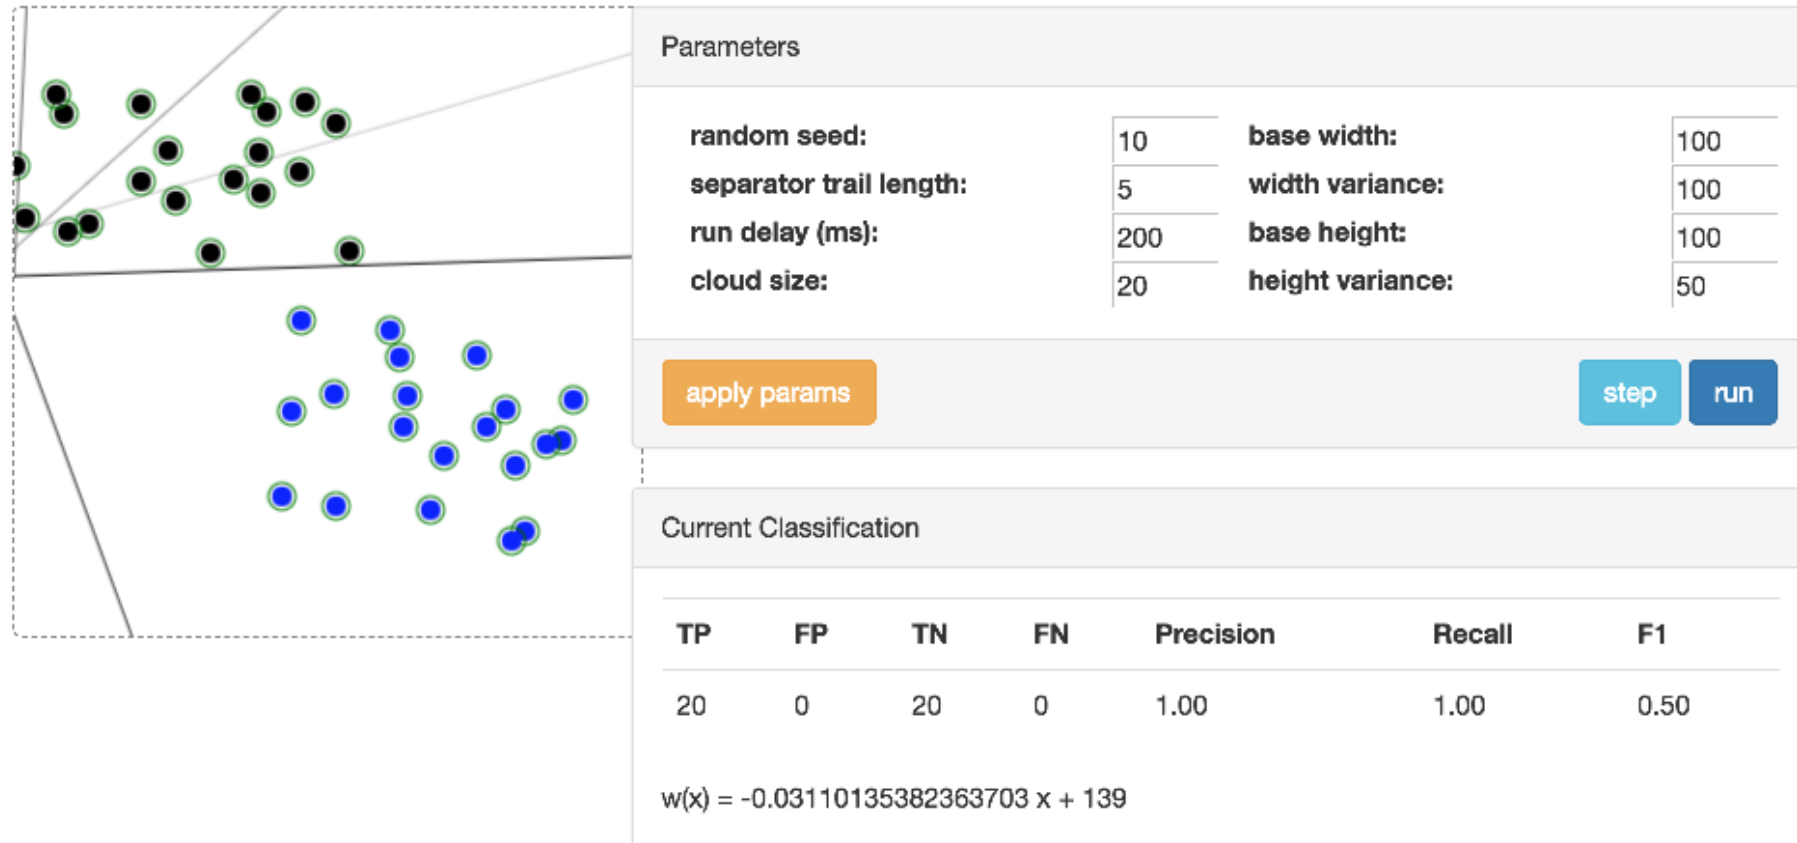 Parameters
random seed: 10 base width: 100
separator trail length: 5 width variance: 100
run delay (ms): 200 base height: 100
cloud size: 20 height variance: 50
apply params step run
Current Classification
TP FP TN FN Precision Recall F1
20 0 20 0 1.00 1.00 0.50
w(x) = -0.03110135382363703 x + 139